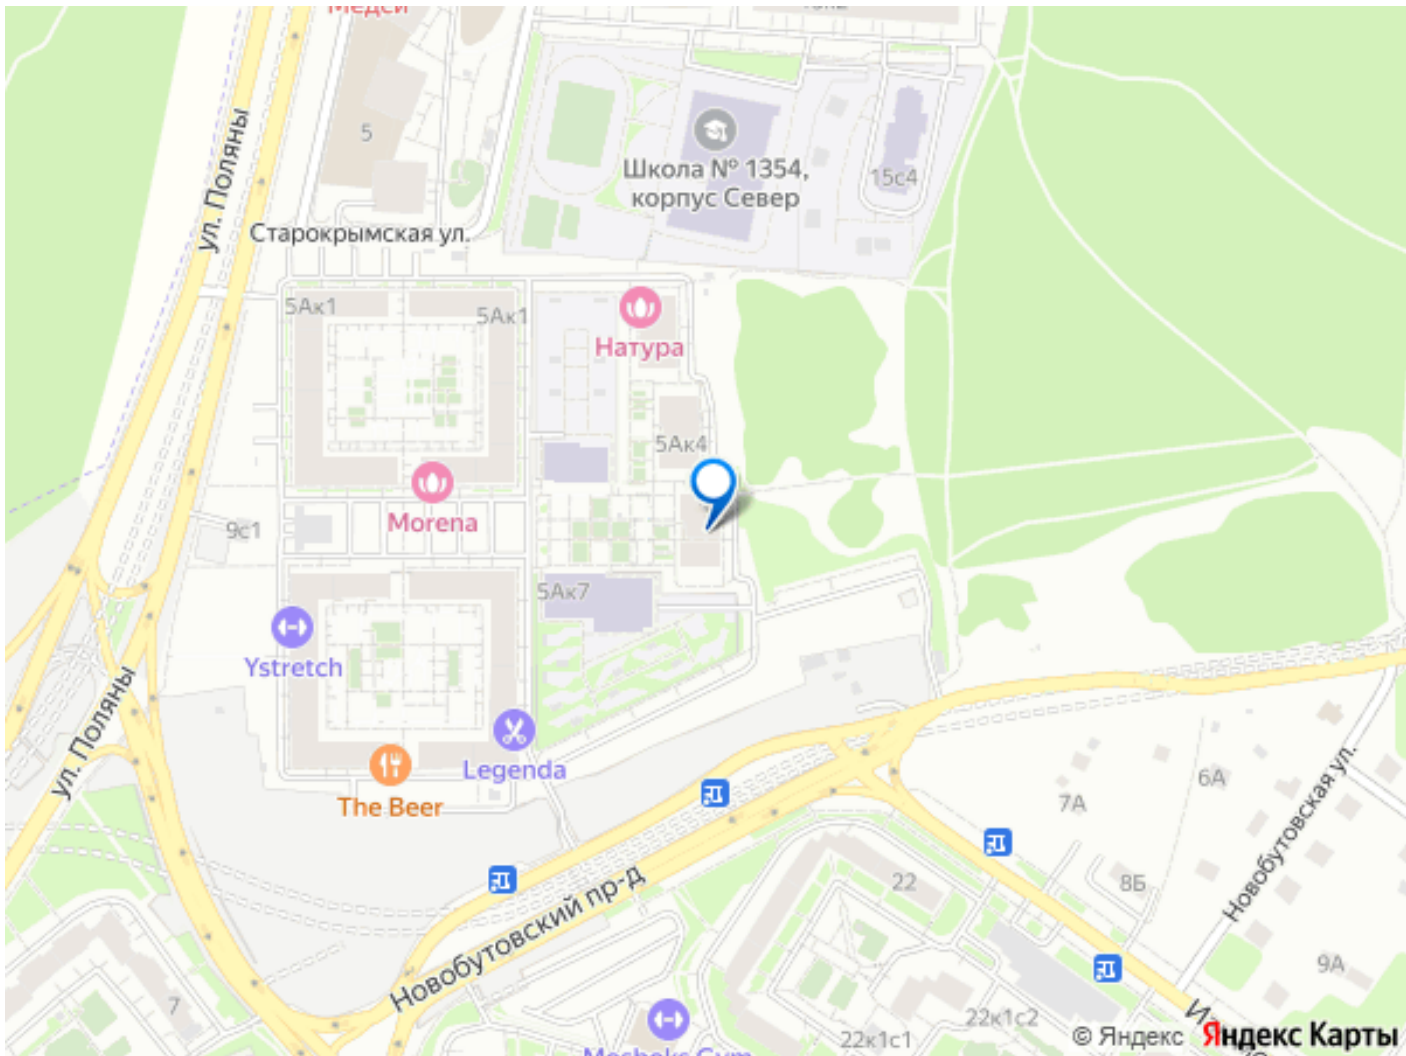 Медси
5
ул. Поляны
Школа № 1354,
корпус Север
15с4
Старокрымская ул.
5Ак1
5Ак1
Натура
5Ак4
Morena
9с1
5Ак7
Ystretch
ул. Поляны
Legenda
The Beer
7А
6А
Новобутовская ул.
22
8Б
Новобутовский пр-д
9А
7
22к1с2
22к1с1
© Яндекс Яндекс Карты